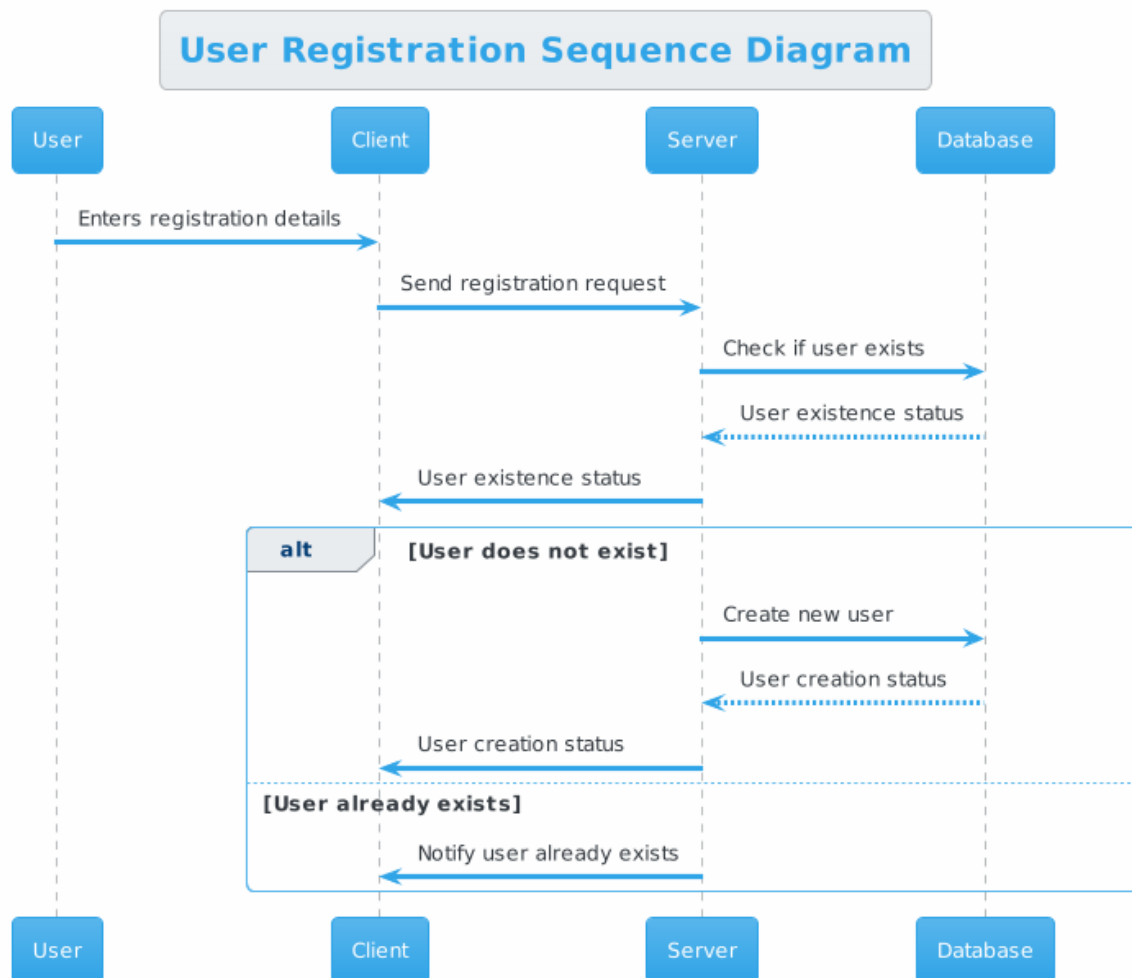 User Registration Sequence Diagram
User Client Server Database
Enters registration details
Send registration request
Check if user exists
User existence status
User existence status
alt [User does not exist]
Create new user
User creation status
User creation status
[User already exists]
Notify user already exists
User Client Server Database